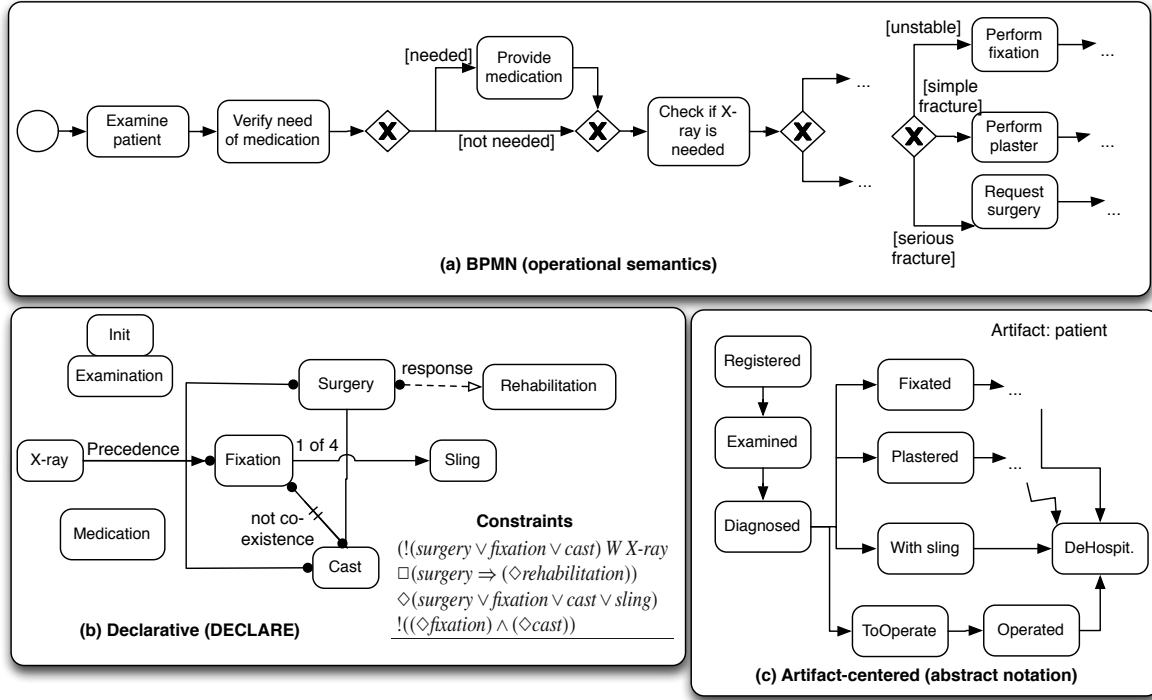 [unstable]
Perform
fixation
...
[needed]
Provide
medication
...
[simple
fracture]
Examine
patient
Verify need
of medication
X
[not needed]
X
Check if X-
ray is
needed
X
X
Perform
plaster
...
...
Request
surgery
...
[serious
fracture]
(a) BPMN (operational semantics)
Init
Examination
Surgery
response
Rehabilitation
X-ray
Precedence
Fixation
1 of 4
Sling
Medication
not co-
existence
Cast
Constraints
(!(surgery ∨ fixation ∨ cast) W X-ray
□(surgery ⇒ (◇rehabilitation))
◇(surgery ∨ fixation ∨ cast ∨ sling)
!((◇fixation) ∧ (◇cast))
(b) Declarative (DECLARE)
Artifact: patient
Registered
Fixated
...
Examined
Plastered
...
Diagnosed
With sling
DeHospit.
ToOperate
Operated
(c) Artifact-centered (abstract notation)